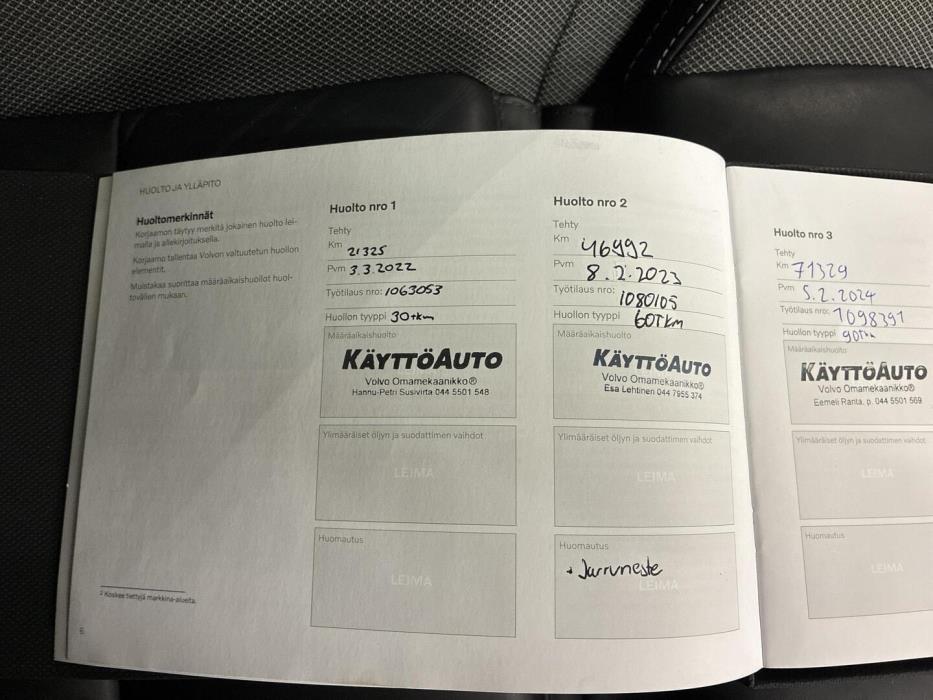 HUOLTO JA YLLÄPITO
Huoltomerkinnät
Korjaamon täytyy merkitä jokainen huolto lei-
malla ja allekirjoituksella.
Korjaamo tallentaa Volvon valtuutetun huollon
elementit.
Muistakaa suorittaa määräaikaishuollot huol-
tovälien mukaan.
2 Koskee tiettyjä markkina-alueita.
6
Huolto nro 1
Tehty
Km 21325
Pvm 3.3.2022
Työtilaus nro: 1063053
Huollon tyyppi 30tkm
Määräaikaishuolto
KÄYTTÖAUTO
Volvo Omamekaanikko®
Hannu-Petri Susivirta 044 5501 548
Ylimääräiset öljyn ja suodattimen vaihdot
LEIMA
Huomautus
LEIMA
Huolto nro 2
Tehty
Km 46992
Pvm 8.2.2023
Työtilaus nro: 1080105
Huollon tyyppi 60Tkm
Määräaikaishuolto
KÄYTTÖAUTO
Volvo Omamekaanikko®
Esa Lehtinen 044 7955 374
Ylimääräiset öljyn ja suodattimen vaihdot
LEIMA
Huomautus
+ Jarruneste
LEIMA
Huolto nro 3
Tehty
Km 71329
Pvm 5.2.2024
Työtilaus nro: 1098391
Huollon tyyppi 90Tkm
Määräaikaishuolto
KÄYTTÖAUTO
Volvo Omamekaanikko®
Eemeli Ranta, p. 044 5501 569
Ylimääräiset öljyn ja suodattimen vaihdot
LEIMA
Huomautus
LEIMA